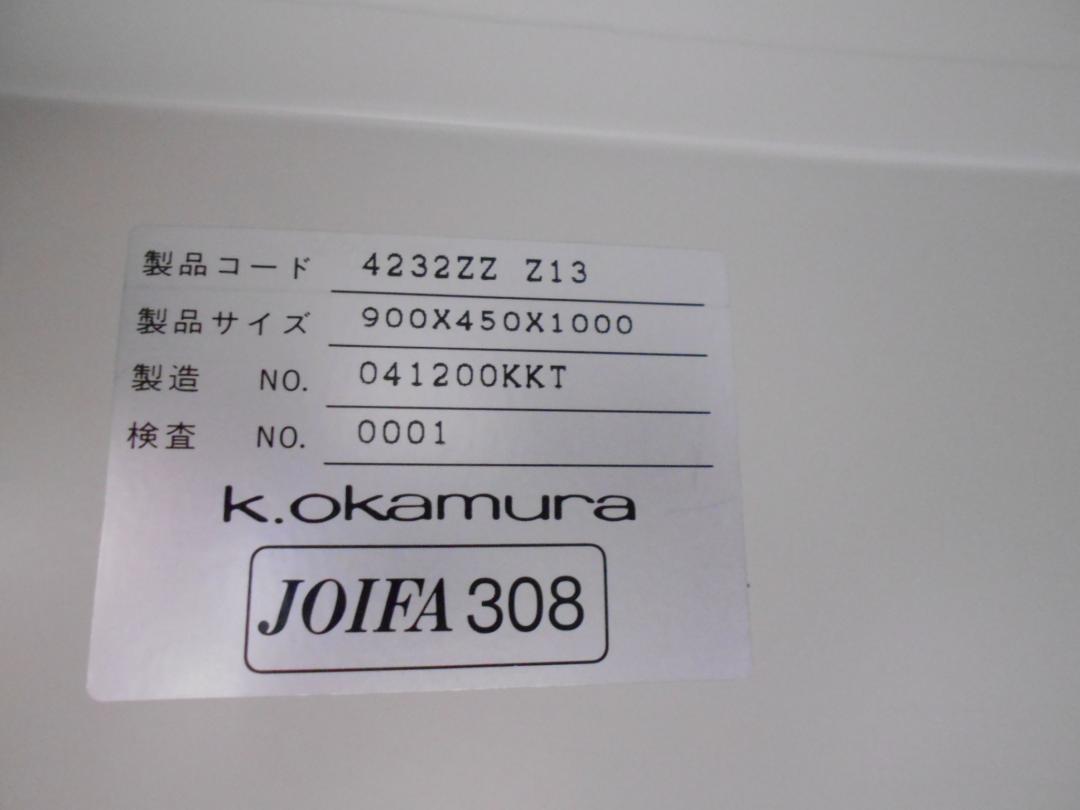 製品コード 4232ZZ Z13
製品サイズ 900X450X1000
製造 NO. 041200KKT
検査 NO. 0001
k.okamura
JOIFA 308